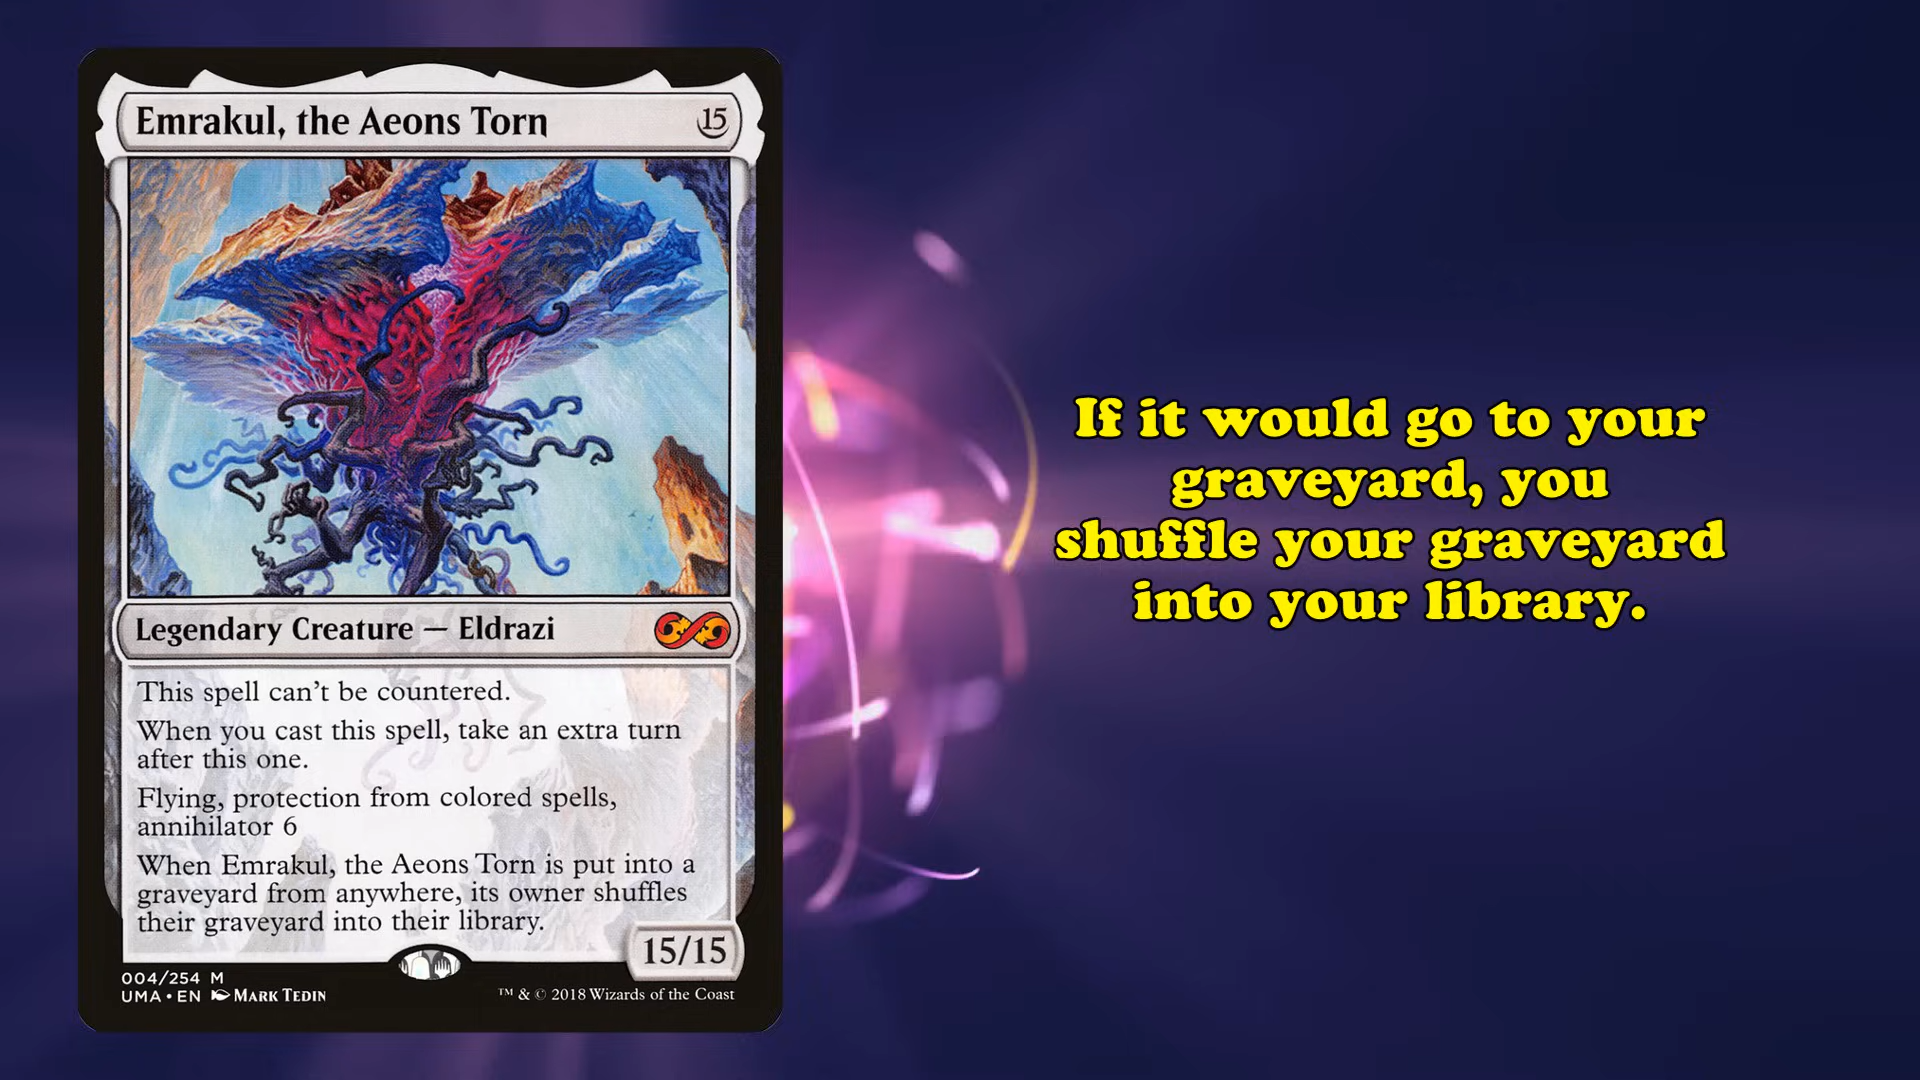 Emrakul, the Aeons Torn 15
Legendary Creature — Eldrazi
This spell can't be countered.
When you cast this spell, take an extra turn
after this one.
Flying, protection from colored spells,
annihilator 6
When Emrakul, the Aeons Torn is put into a
graveyard from anywhere, its owner shuffles
their graveyard into their library.
15/15
004/254 M
UMA • EN Mark Tedin
™ & © 2018 Wizards of the Coast
If it would go to your
graveyard, you
shuffle your graveyard
into your library.